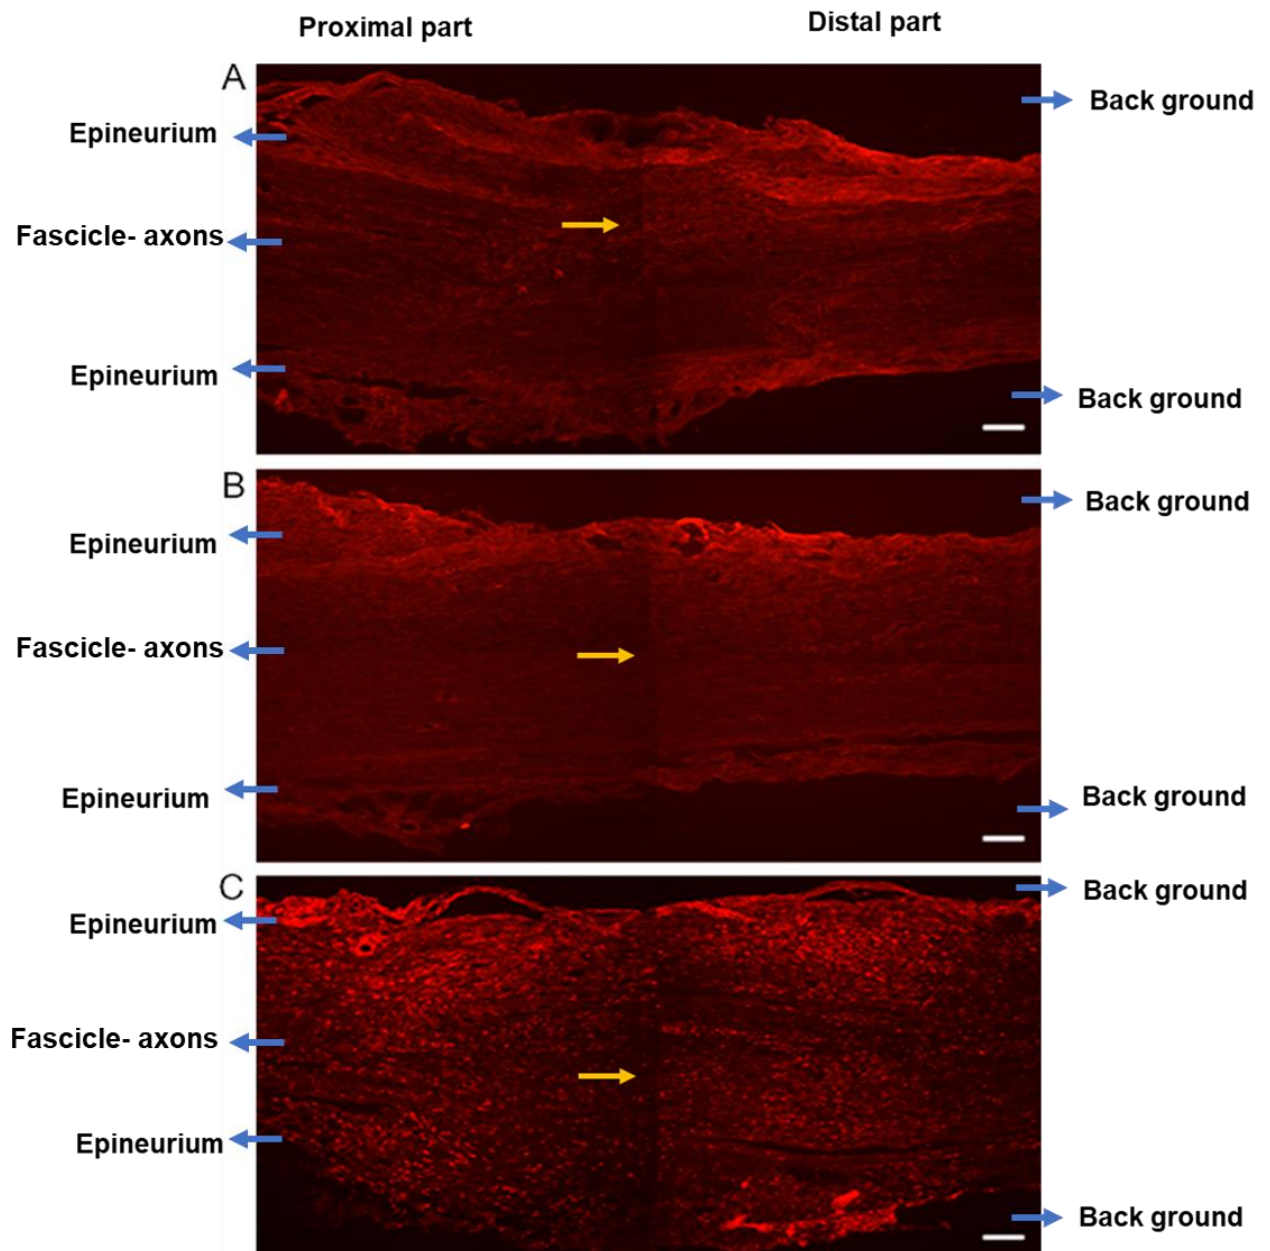 Proximal part
Distal part
A
Back ground
Epineurium
Fascicle- axons
Epineurium
Back ground
B
Back ground
Epineurium
Fascicle- axons
Epineurium
Back ground
C
Back ground
Epineurium
Fascicle- axons
Epineurium
Back ground